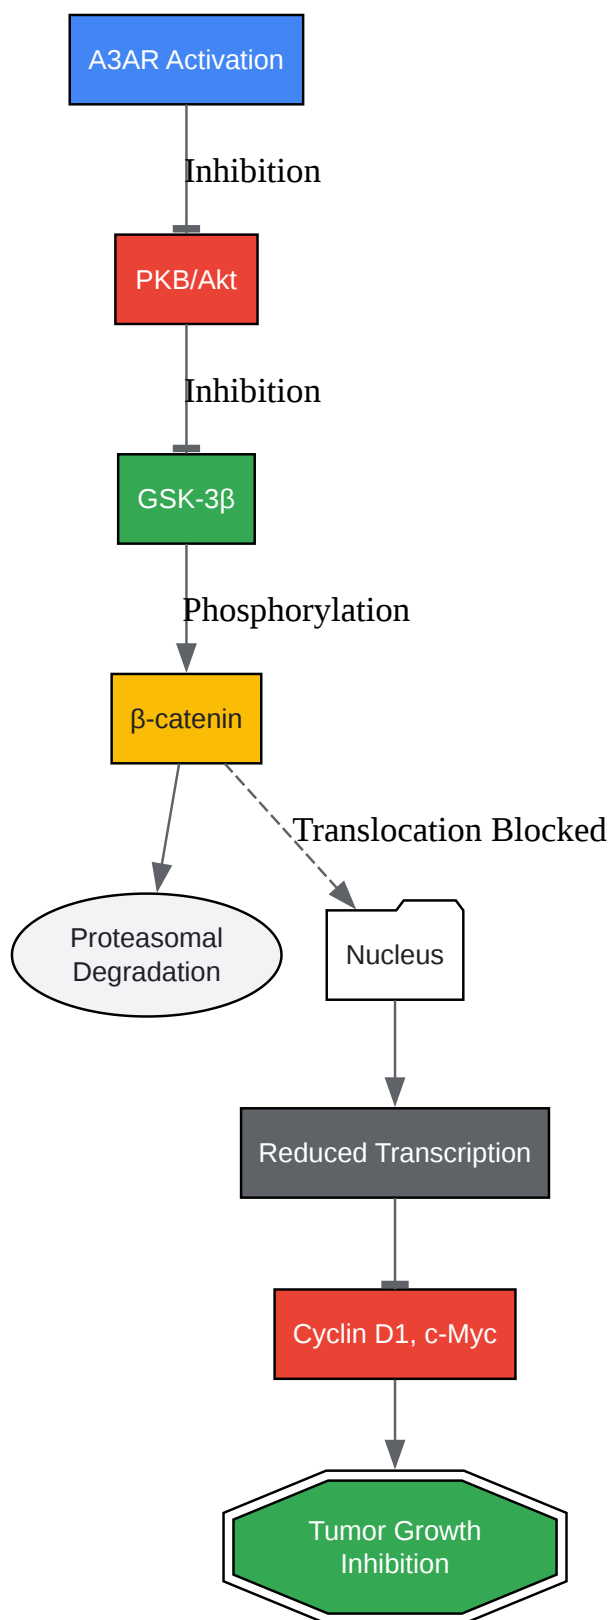 A3AR Activation
Inhibition
PKB/Akt
Inhibition
GSK-3β
Phosphorylation
β-catenin
Translocation Blocked
Proteasomal
Degradation
Nucleus
Reduced Transcription
Cyclin D1, c-Myc
Tumor Growth
Inhibition